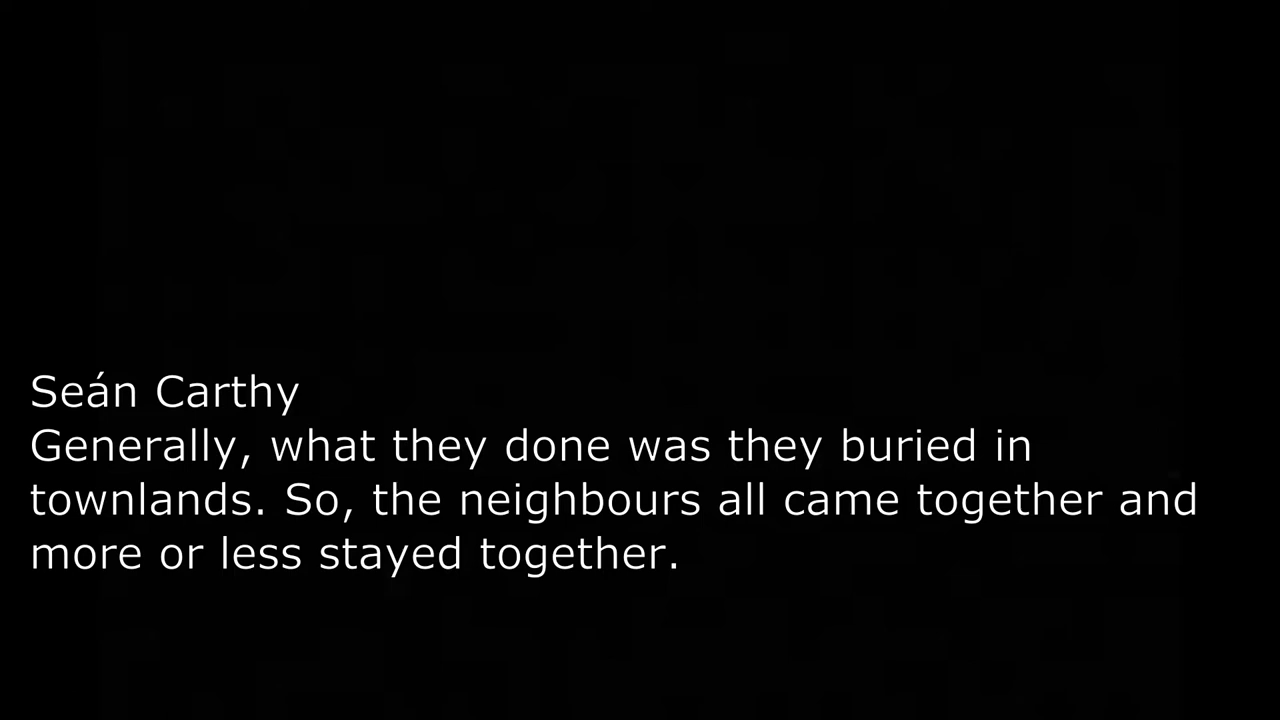 Seán Carthy
Generally, what they done was they buried in
townlands. So, the neighbours all came together and
more or less stayed together.